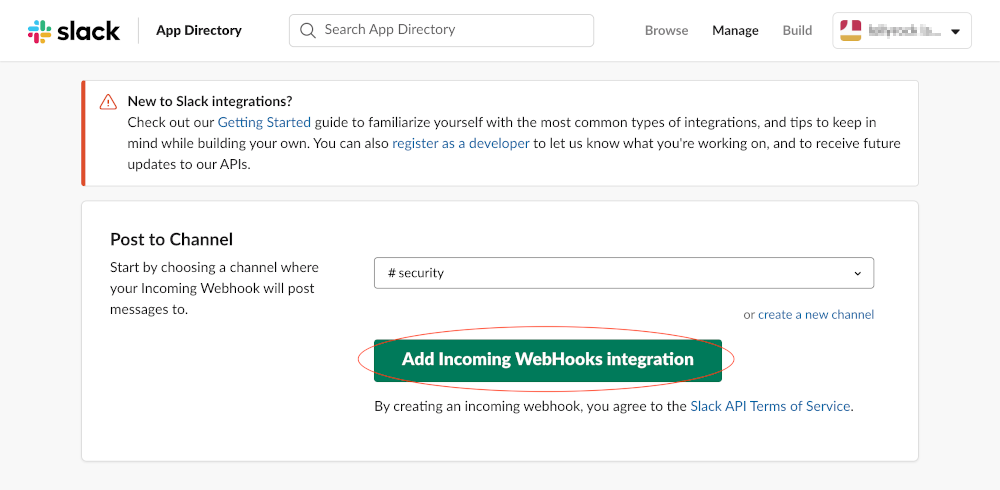 slack
App Directory
Search App Directory
Browse
Manage
Build
New to Slack integrations?
Check out our Getting Started guide to familiarize yourself with the most common types of integrations, and tips to keep in
mind while building your own. You can also register as a developer to let us know what you're working on, and to receive future
updates to our APIs.
Post to Channel
Start by choosing a channel where
your Incoming Webhook will post
messages to.
# security
or create a new channel
Add Incoming WebHooks integration
By creating an incoming webhook, you agree to the Slack API Terms of Service.